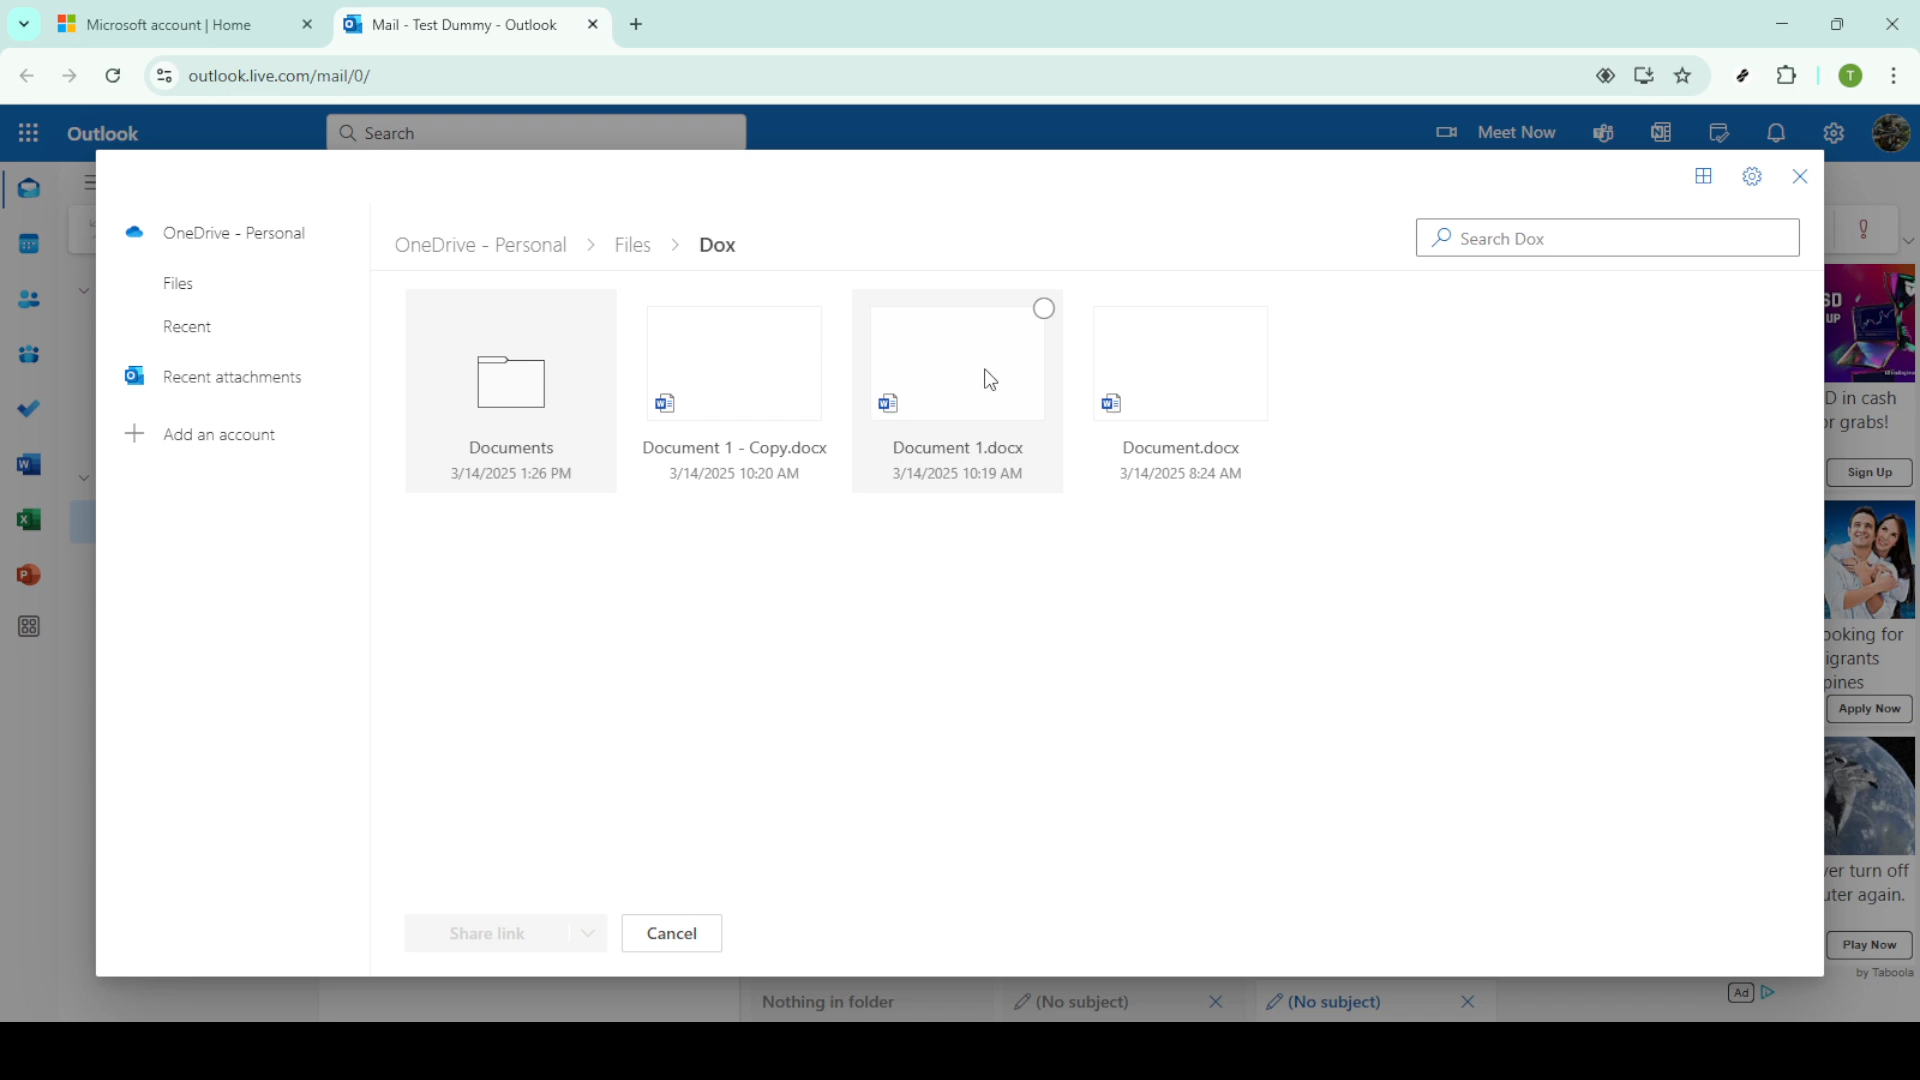 Microsoft account | Home
Mail - Test Dummy - Outlook
outlook.live.com/mail/0/
T
Outlook
Search
Meet Now
OneDrive - Personal
Files
Recent
Recent attachments
Add an account
OneDrive - Personal > Files > Dox
Search Dox
Documents
3/14/2025 1:26 PM
Document 1 - Copy.docx
3/14/2025 10:20 AM
Document 1.docx
3/14/2025 10:19 AM
Document.docx
3/14/2025 8:24 AM
Share link
Cancel
SD
UP
D in cash
or grabs!
Sign Up
ooking for
igrants
pines
Apply Now
ver turn off
uter again.
Play Now
by Taboola
Ad
Nothing in folder
(No subject)
(No subject)